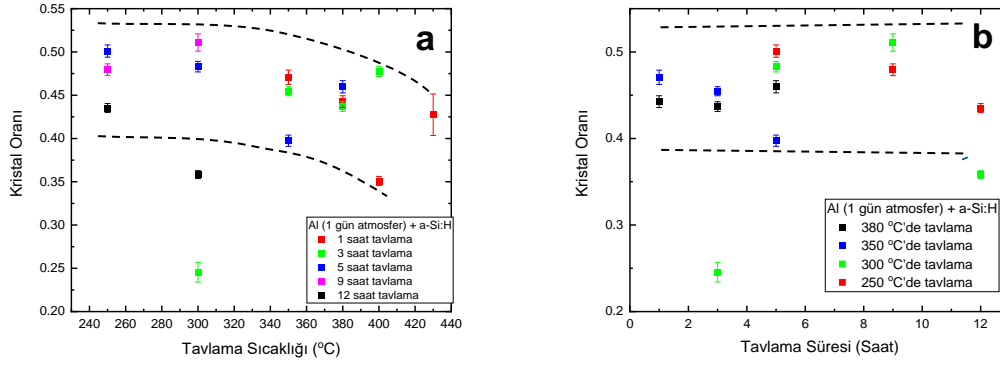 a
Kristal Oranı
0.55
0.50
0.45
0.40
0.35
0.30
0.25
0.20
240 260 280 300 320 340 360 380 400 420 440
Tavlama Sıcaklığı (°C)
Al (1 gün atmosfer) + a-Si:H
1 saat tavlama
3 saat tavlama
5 saat tavlama
9 saat tavlama
12 saat tavlama
b
Kristal Oranı
0.5
0.4
0.3
0.2
0 2 4 6 8 10 12
Tavlama Süresi (Saat)
Al (1 gün atmosfer) + a-Si:H
380 °C'de tavlama
350 °C'de tavlama
300 °C'de tavlama
250 °C'de tavlama